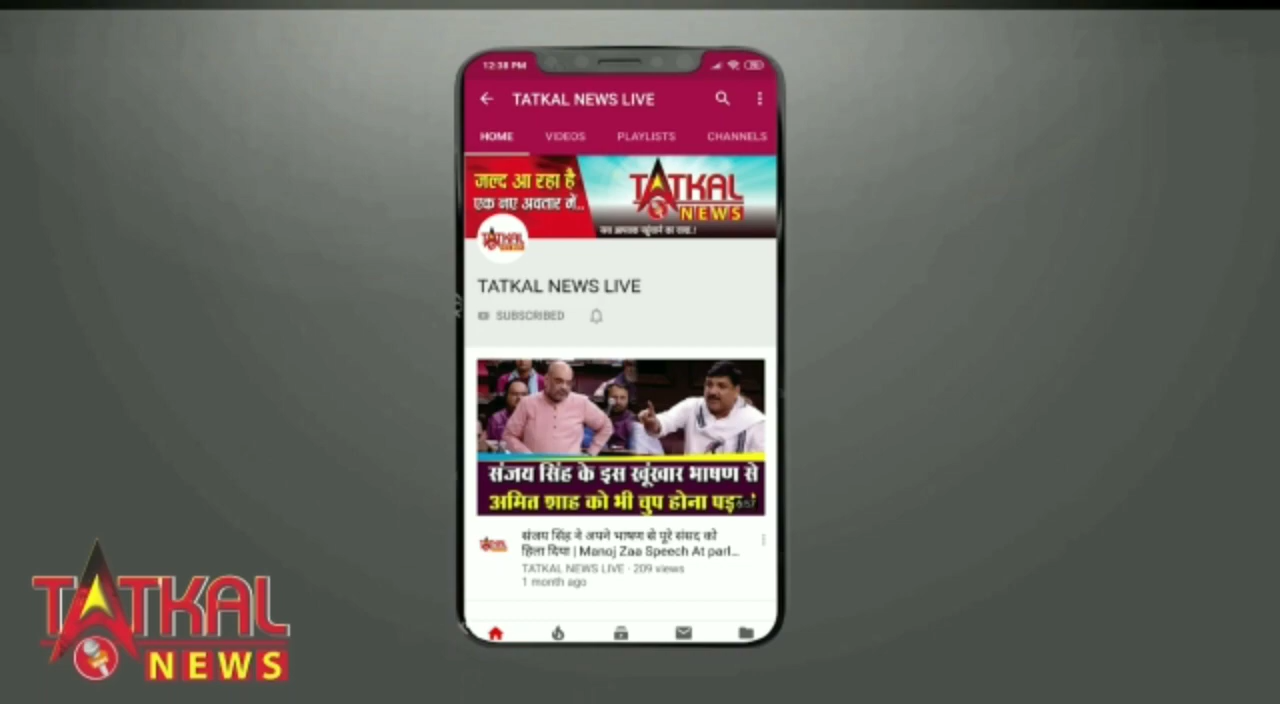 12:38 PM
TATKAL NEWS LIVE
HOME VIDEOS PLAYLISTS CHANNELS
जल्द आ रहा है
एक नए अवतार में...
TATKAL
NEWS
TATKAL
TATKAL NEWS LIVE
SUBSCRIBED
संजय सिंह के इस खूंखार भाषण से
अमित शाह को भी चुप होना
TATKAL
संजय सिंह ने अपने भाषण से पूरे संसद को
हिला दिया | Manoj Zaa Speech At parl...
TATKAL NEWS LIVE · 209 views
1 month ago
TATKAL
NEWS